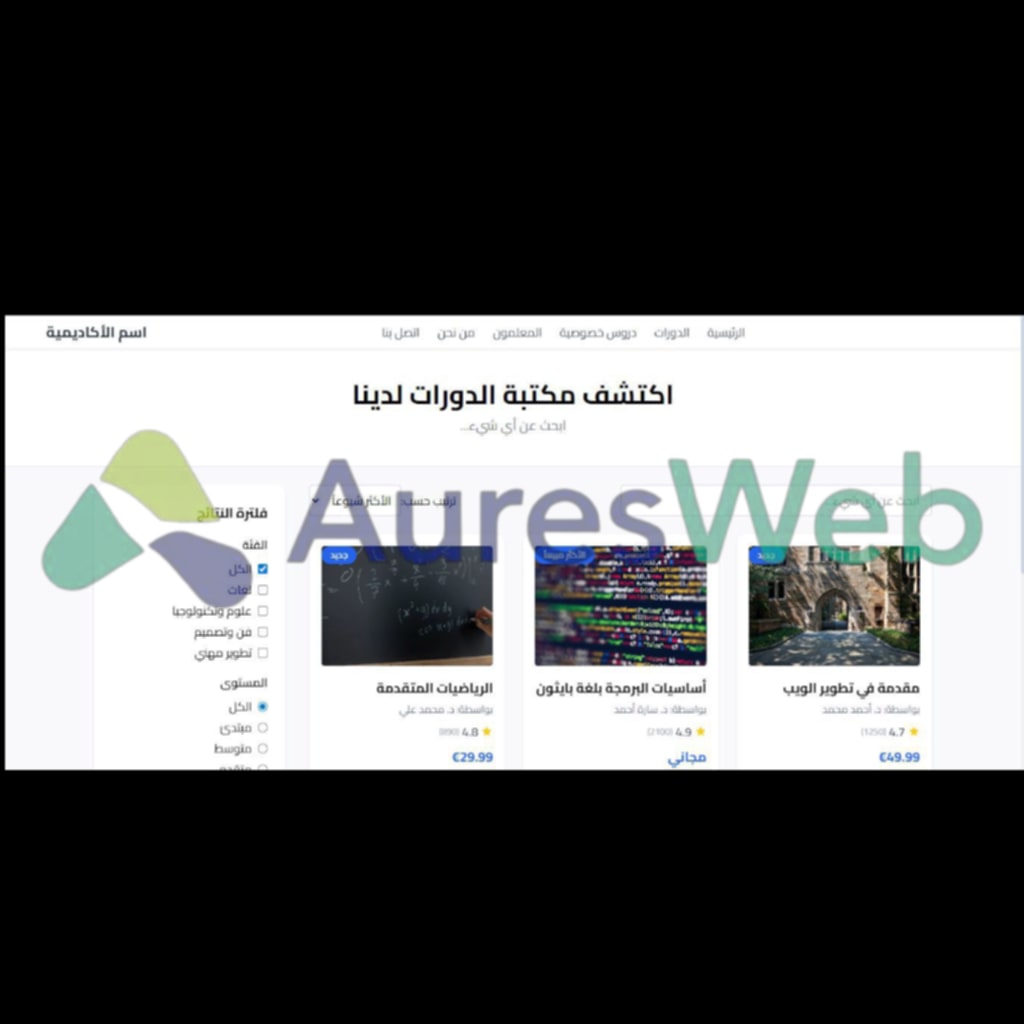 اسم الأكاديمية
الرئيسية الدورات دروس خصوصية المعلمون من نحن اتصل بنا
اكتشف مكتبة الدورات لدينا
ابحث عن أي شيء...
AuresWeb
ابحث عن أي شيء
ترتيب حسب: الأكثر شيوعاً
فلترة النتائج
الفئة
الكل
لغات
علوم وتكنولوجيا
فن وتصميم
تطوير مهني
المستوى
الكل
مبتدئ
متوسط
متقدم
جديد
مقدمة في تطوير الويب
بواسطة: د. أحمد محمد
4.7 (1250)
€49.99
الأكثر مبيعاً
أساسيات البرمجة بلغة بايثون
بواسطة: د. سارة أحمد
4.9 (2100)
مجاني
جديد
الرياضيات المتقدمة
بواسطة: د. محمد علي
4.8 (890)
€29.99